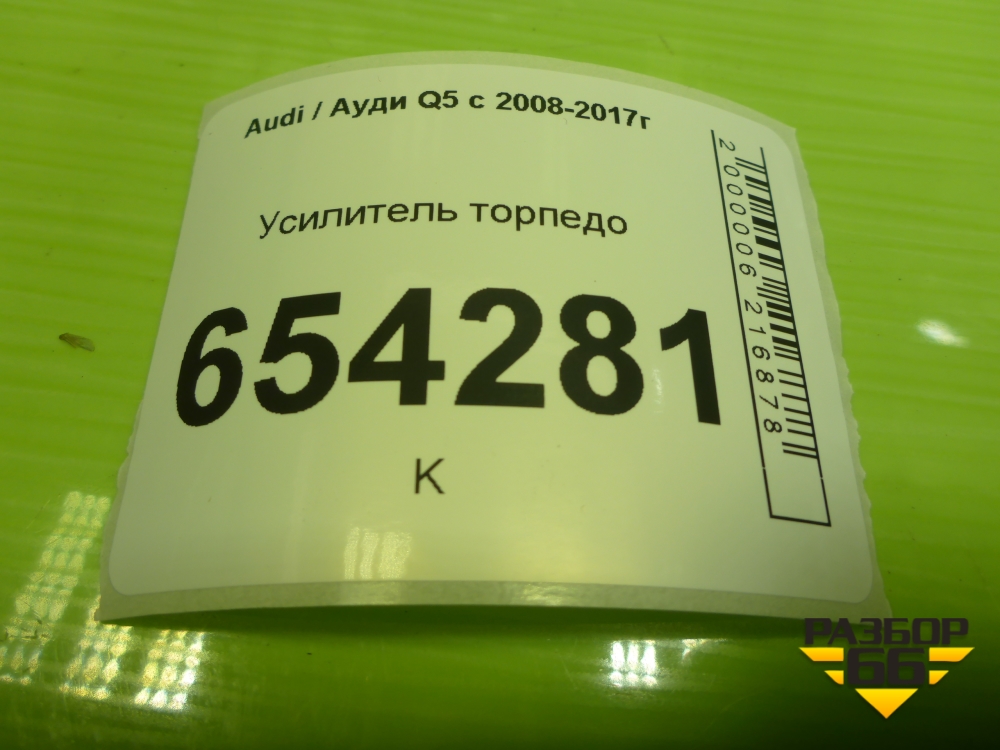 Audi / Ауди Q5 с 2008-2017г
Усилитель торпедо
654281
К
2000006216878
РАЗБОР
66